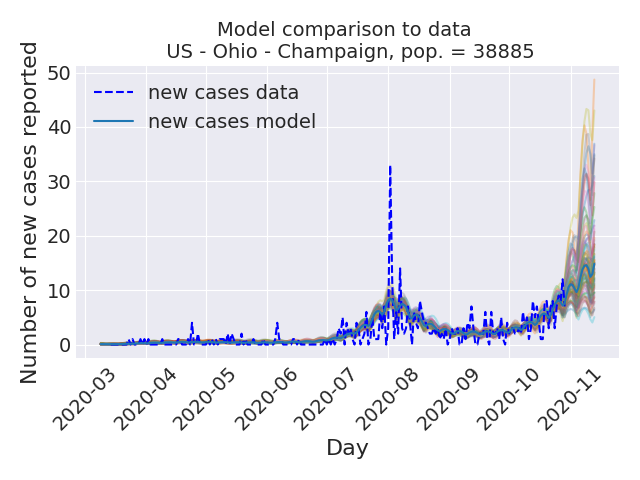 Model comparison to data
US - Ohio - Champaign, pop. = 38885
Number of new cases reported
50
40
30
20
10
0
new cases data
new cases model
2020-03
2020-04
2020-05
2020-06
2020-07
2020-08
2020-09
2020-10
2020-11
Day